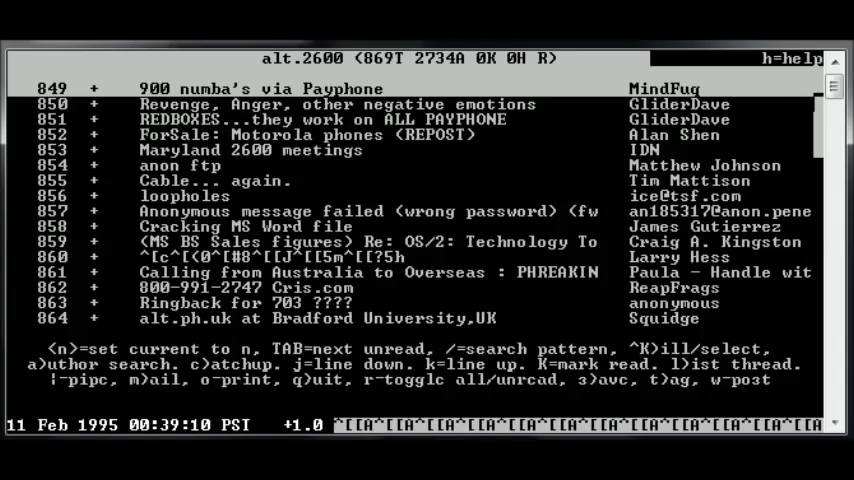 alt.2600 (869T 2734A 0K 0H R) h=help
849 + 900 numba's via Payphone MindFuq
850 + Revenge, Anger, other negative emotions GliderDave
851 + REDBOXES...they work on ALL PAYPHONE GliderDave
852 + ForSale: Motorola phones (REPOST) Alan Shen
853 + Maryland 2600 meetings IDN
854 + anon ftp Matthew Johnson
855 + Cable... again. Tim Mattison
856 + loopholes ice@tsf.com
857 + Anonymous message failed (wrong password) (fw an185317@anon.pene
858 + Cracking MS Word file James Gutierrez
859 + (MS BS Sales figures) Re: OS/2: Technology To Craig A. Kingston
860 + ^[c^[(0^[#8^[[J^[[5m^[[?5h Larry Hess
861 + Calling from Australia to Overseas : PHREAKIN Paula - Handle wit
862 + 800-991-2747 Cris.com ReapFrags
863 + Ringback for 703 ???? anonymous
864 + alt.ph.uk at Bradford University,UK Squidge
<n>=set current to n, TAB=next unread, /=search pattern, ^K)ill/select,
a)uthor search. c)atchup. j=line down. k=line up. K=mark read. l)ist thread.
|-pipc, m)ail, o-print, q)uit, r-togglc all/unrcad, s)avc, t)ag, w-post
11 Feb 1995 00:39:10 PST +1.0 ^[[A^[[A^[[A^[[A^[[A^[[A^[[A^[[A^[[A^[[A^[[A^[[A